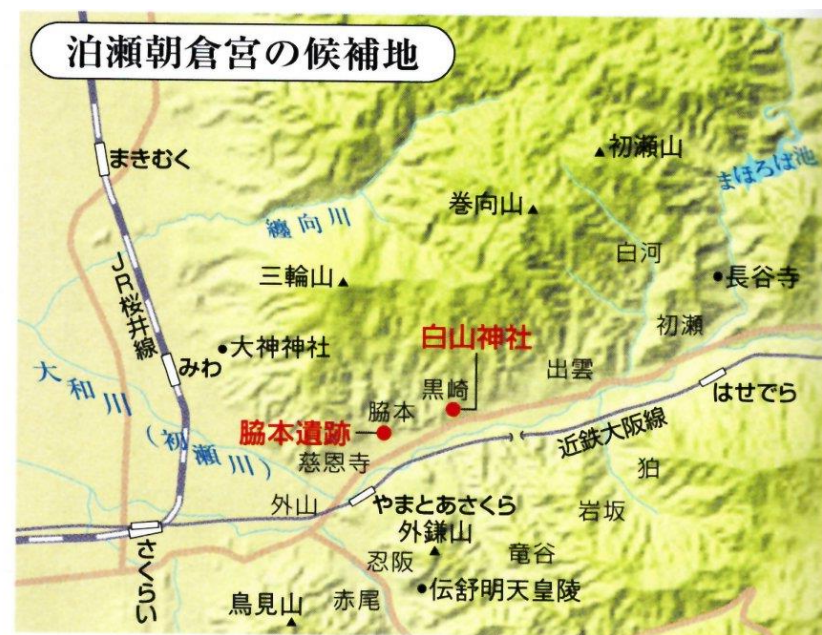 泊瀬朝倉宮の候補地
まきむく
初瀬山
まほろば池
巻向山
纏向川
白河
三輪山
長谷寺
JR桜井線
白山神社
初瀬
大神神社
出雲
みわ
黒崎
はせでら
大和川(初瀬川)
脇本
脇本遺跡
近鉄大阪線
慈恩寺
狛
外山
やまとあさくら
岩坂
さくらい
外鎌山
忍阪
竜谷
鳥見山
赤尾
伝舒明天皇陵